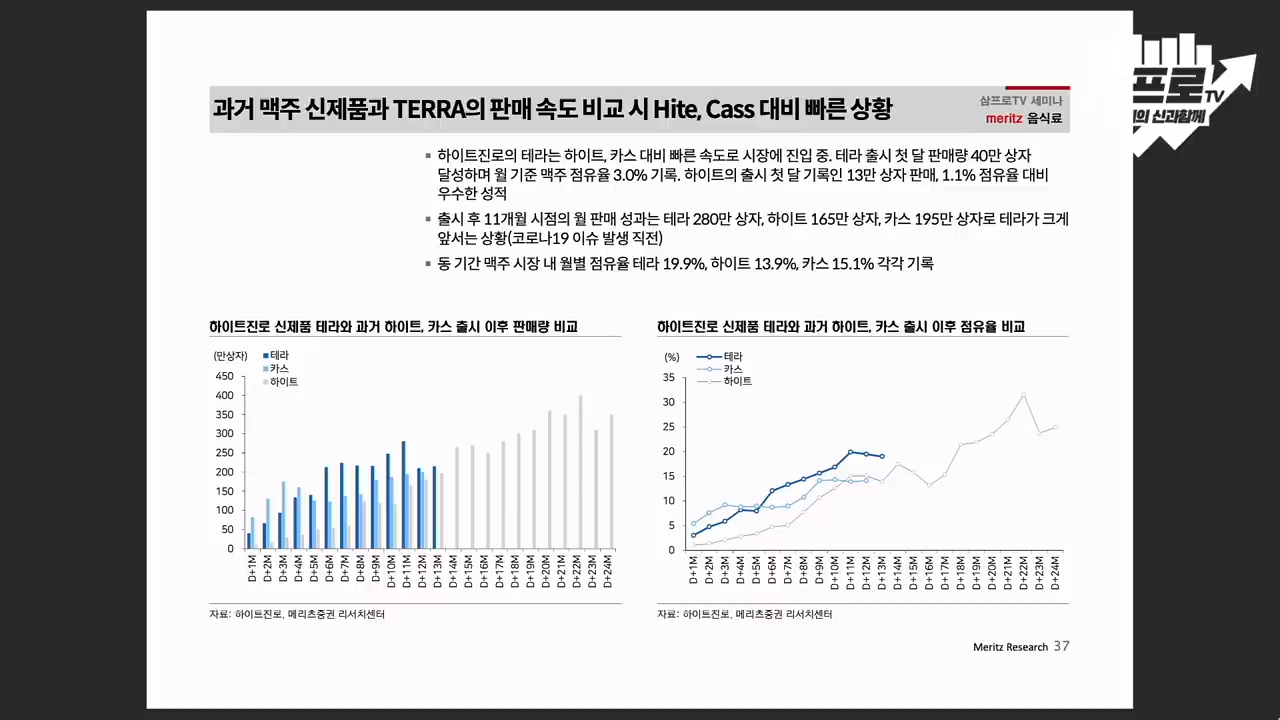 과거 맥주 신제품과 TERRA의 판매 속도 비교 시 Hite, Cass 대비 빠른 상황
삼프로TV 세미나
meritz 음식료
프로TV
의 신과함께
▪ 하이트진로의 테라는 하이트, 카스 대비 빠른 속도로 시장에 진입 중. 테라 출시 첫 달 판매량 40만 상자
달성하며 월 기준 맥주 점유율 3.0% 기록. 하이트의 출시 첫 달 기록인 13만 상자 판매, 1.1% 점유율 대비
우수한 성적
▪ 출시 후 11개월 시점의 월 판매 성과는 테라 280만 상자, 하이트 165만 상자, 카스 195만 상자로 테라가 크게
앞서는 상황(코로나19 이슈 발생 직전)
▪ 동 기간 맥주 시장 내 월별 점유율 테라 19.9%, 하이트 13.9%, 카스 15.1% 각각 기록
하이트진로 신제품 테라와 과거 하이트, 카스 출시 이후 판매량 비교
(만상자)
테라
카스
하이트
450
400
350
300
250
200
150
100
50
0
D+1M D+2M D+3M D+4M D+5M D+6M D+7M D+8M D+9M D+10M D+11M D+12M D+13M D+14M D+15M D+16M D+17M D+18M D+19M D+20M D+21M D+22M D+23M D+24M
자료: 하이트진로, 메리츠증권 리서치센터
하이트진로 신제품 테라와 과거 하이트, 카스 출시 이후 점유율 비교
(%)
테라
카스
하이트
35
30
25
20
15
10
5
0
D+1M D+2M D+3M D+4M D+5M D+6M D+7M D+8M D+9M D+10M D+11M D+12M D+13M D+14M D+15M D+16M D+17M D+18M D+19M D+20M D+21M D+22M D+23M D+24M
자료: 하이트진로, 메리츠증권 리서치센터
Meritz Research 37